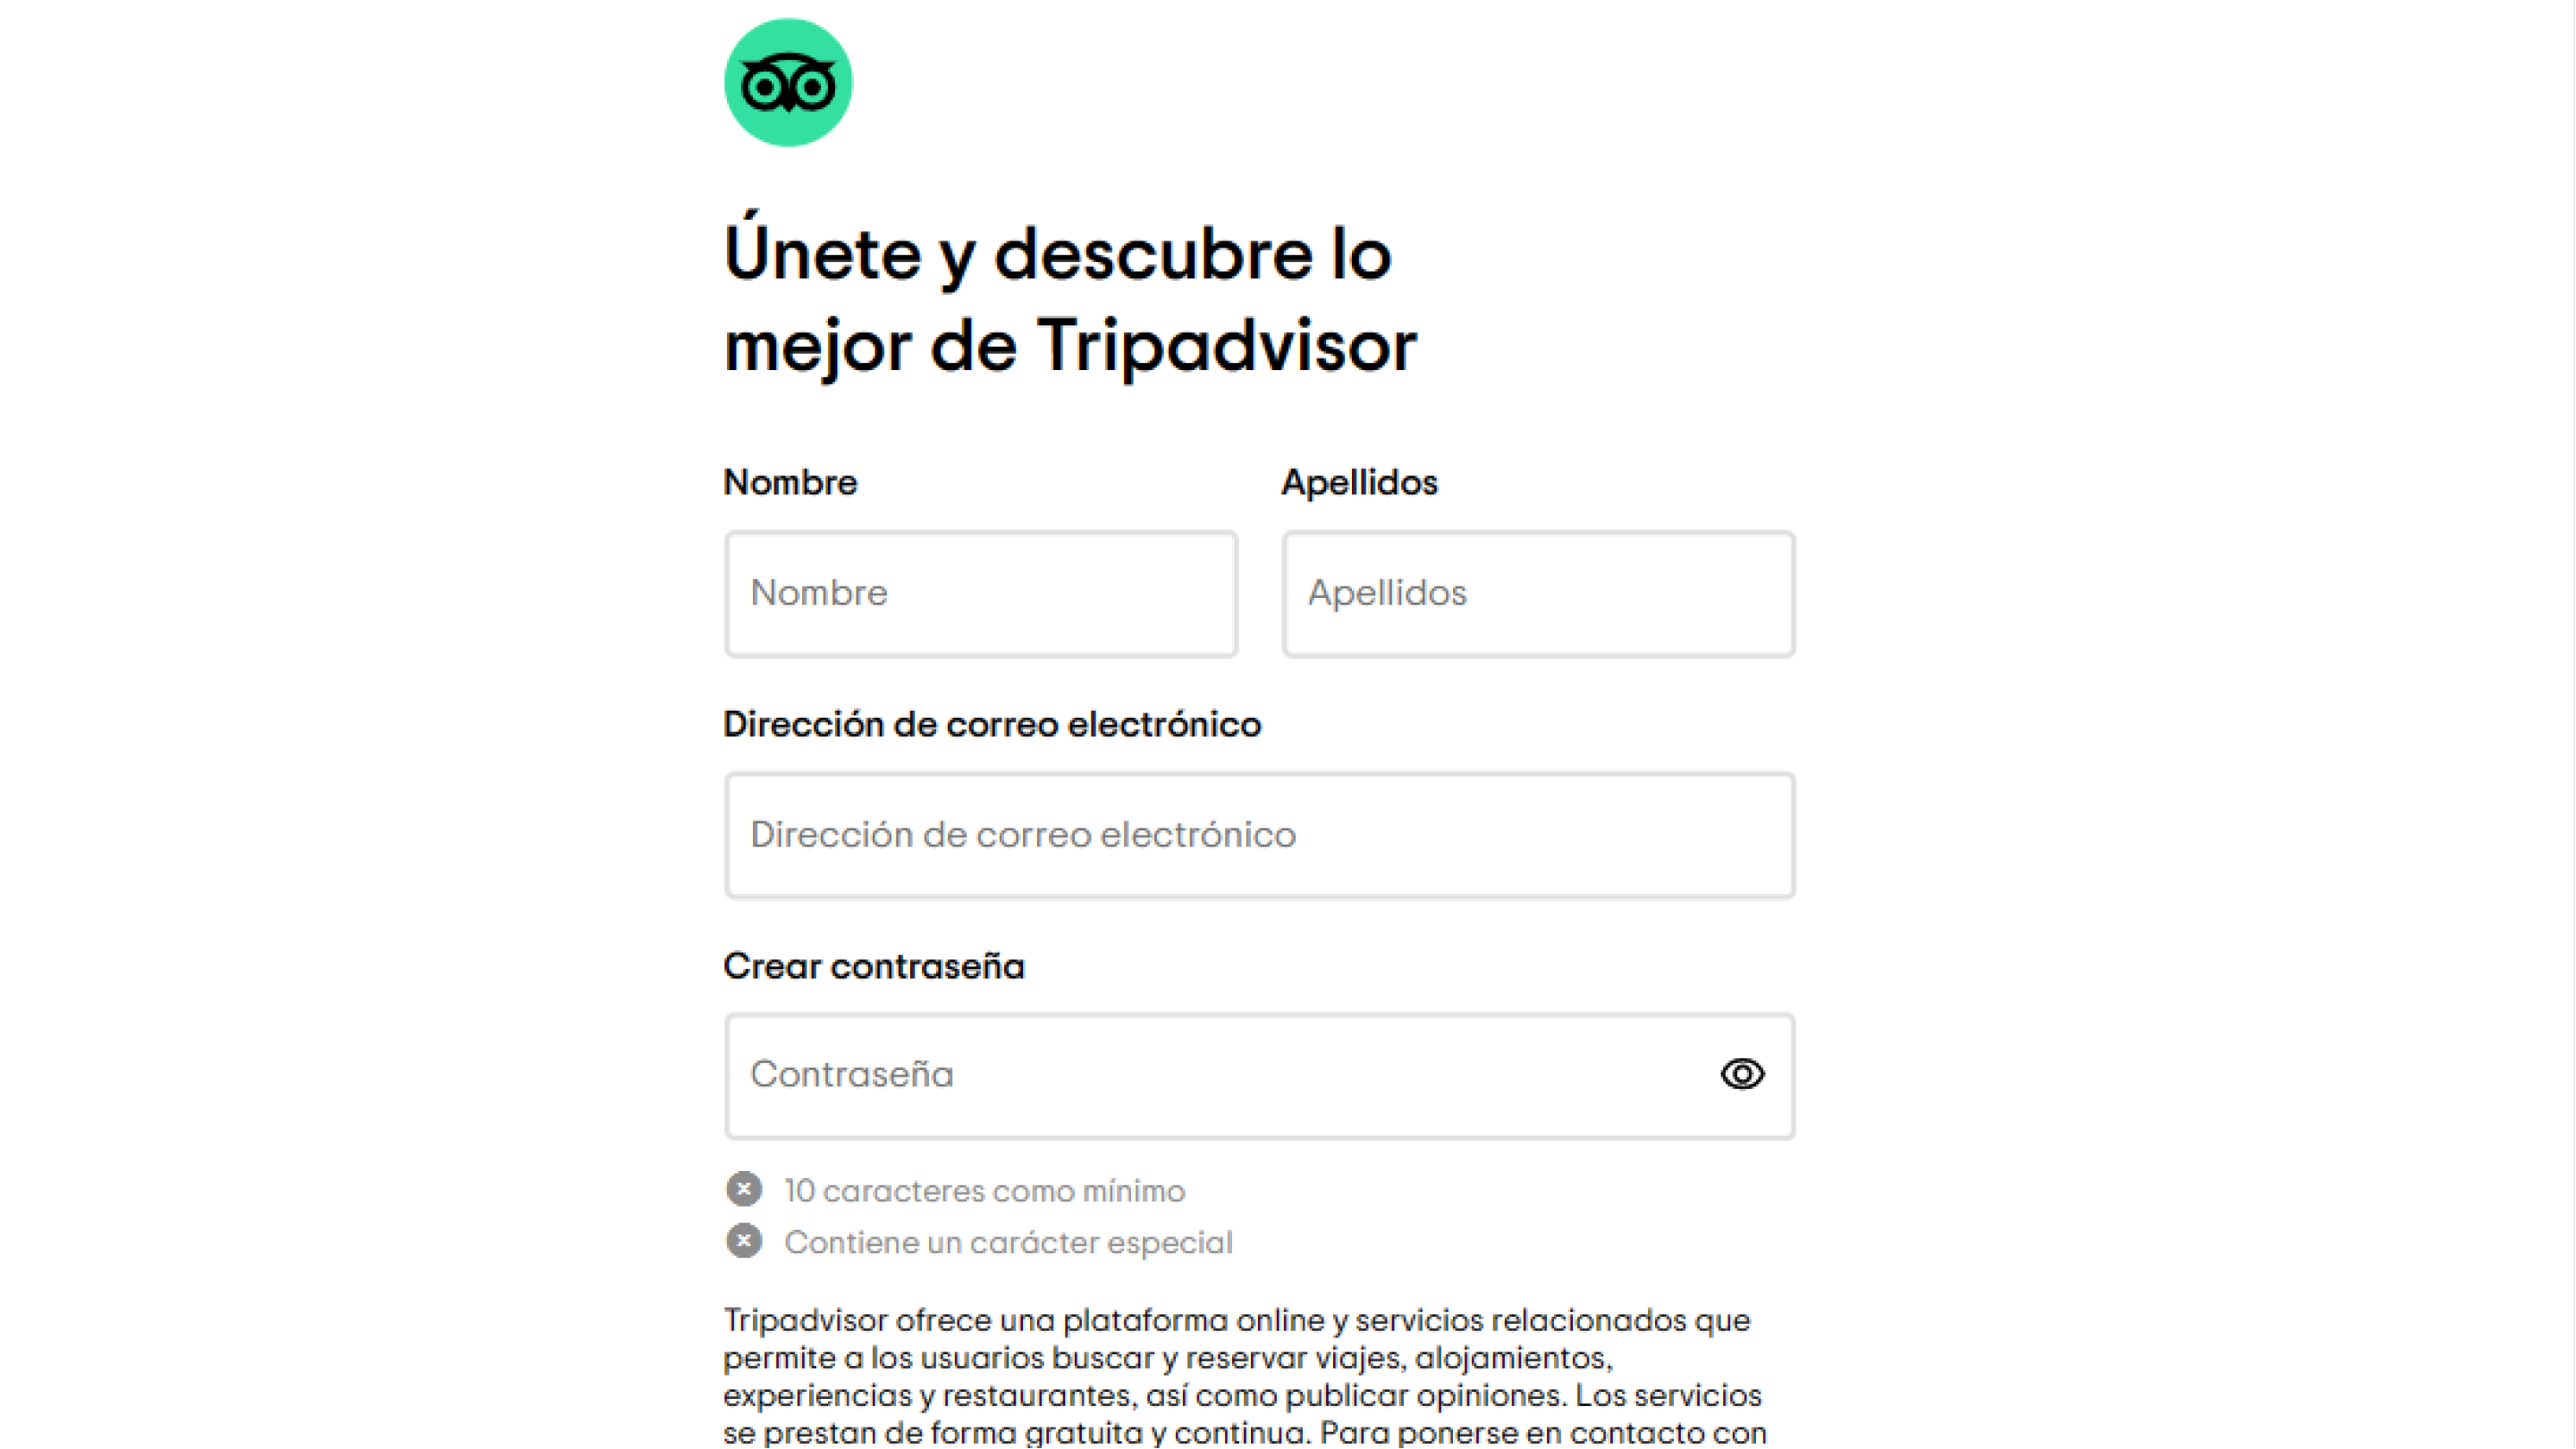 Únete y descubre lo
mejor de Tripadvisor
Nombre
Apellidos
Nombre
Apellidos
Dirección de correo electrónico
Dirección de correo electrónico
Crear contraseña
Contraseña
10 caracteres como mínimo
Contiene un carácter especial
Tripadvisor ofrece una plataforma online y servicios relacionados que
permite a los usuarios buscar y reservar viajes, alojamientos,
experiencias y restaurantes, así como publicar opiniones. Los servicios
se prestan de forma gratuita y continua. Para ponerse en contacto con